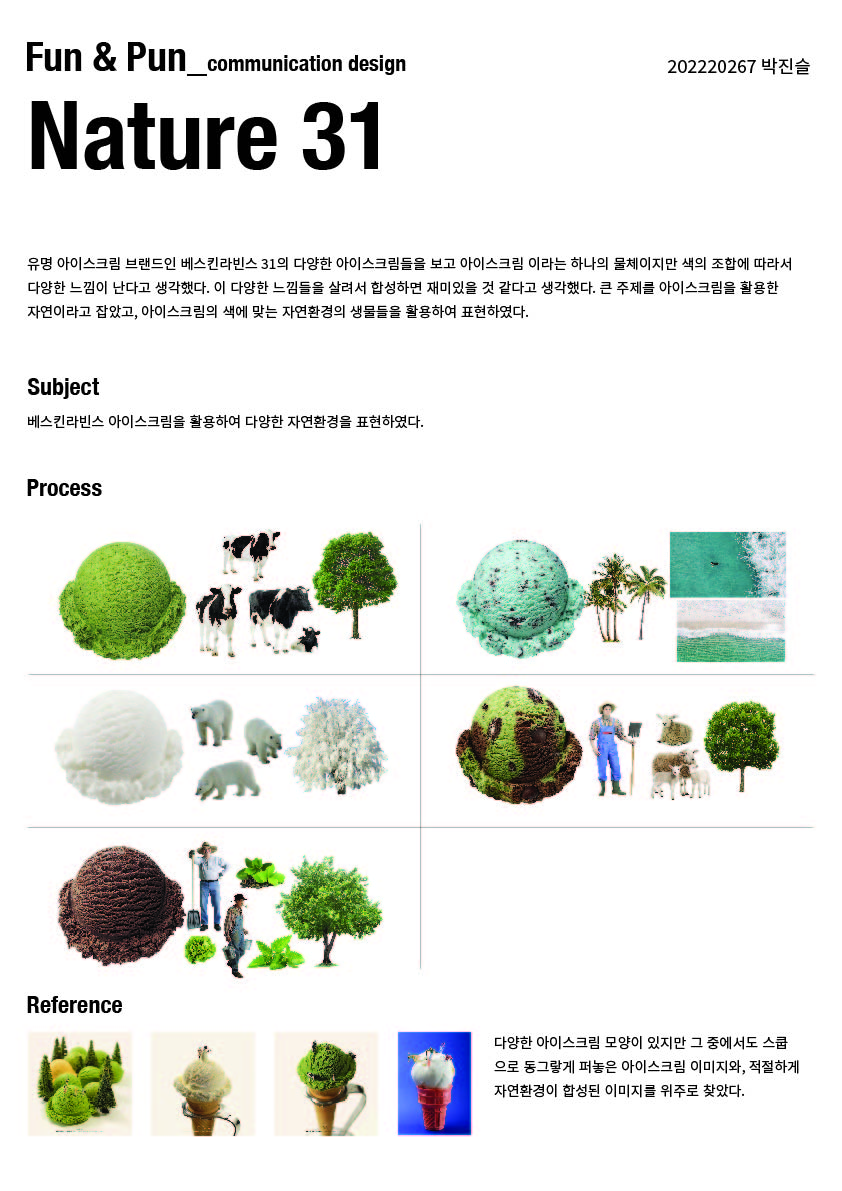 Fun & Pun_communication design
202220267 박진슬
Nature 31
유명 아이스크림 브랜드인 베스킨라빈스 31의 다양한 아이스크림들을 보고 아이스크림 이라는 하나의 물체이지만 색의 조합에 따라서
다양한 느낌이 난다고 생각했다. 이 다양한 느낌들을 살려서 합성하면 재미있을 것 같다고 생각했다. 큰 주제를 아이스크림을 활용한
자연이라고 잡았고, 아이스크림의 색에 맞는 자연환경의 생물들을 활용하여 표현하였다.
Subject
베스킨라빈스 아이스크림을 활용하여 다양한 자연환경을 표현하였다.
Process
Reference
다양한 아이스크림 모양이 있지만 그 중에서도 스쿱
으로 동그랗게 퍼놓은 아이스크림 이미지와, 적절하게
자연환경이 합성된 이미지를 위주로 찾았다.